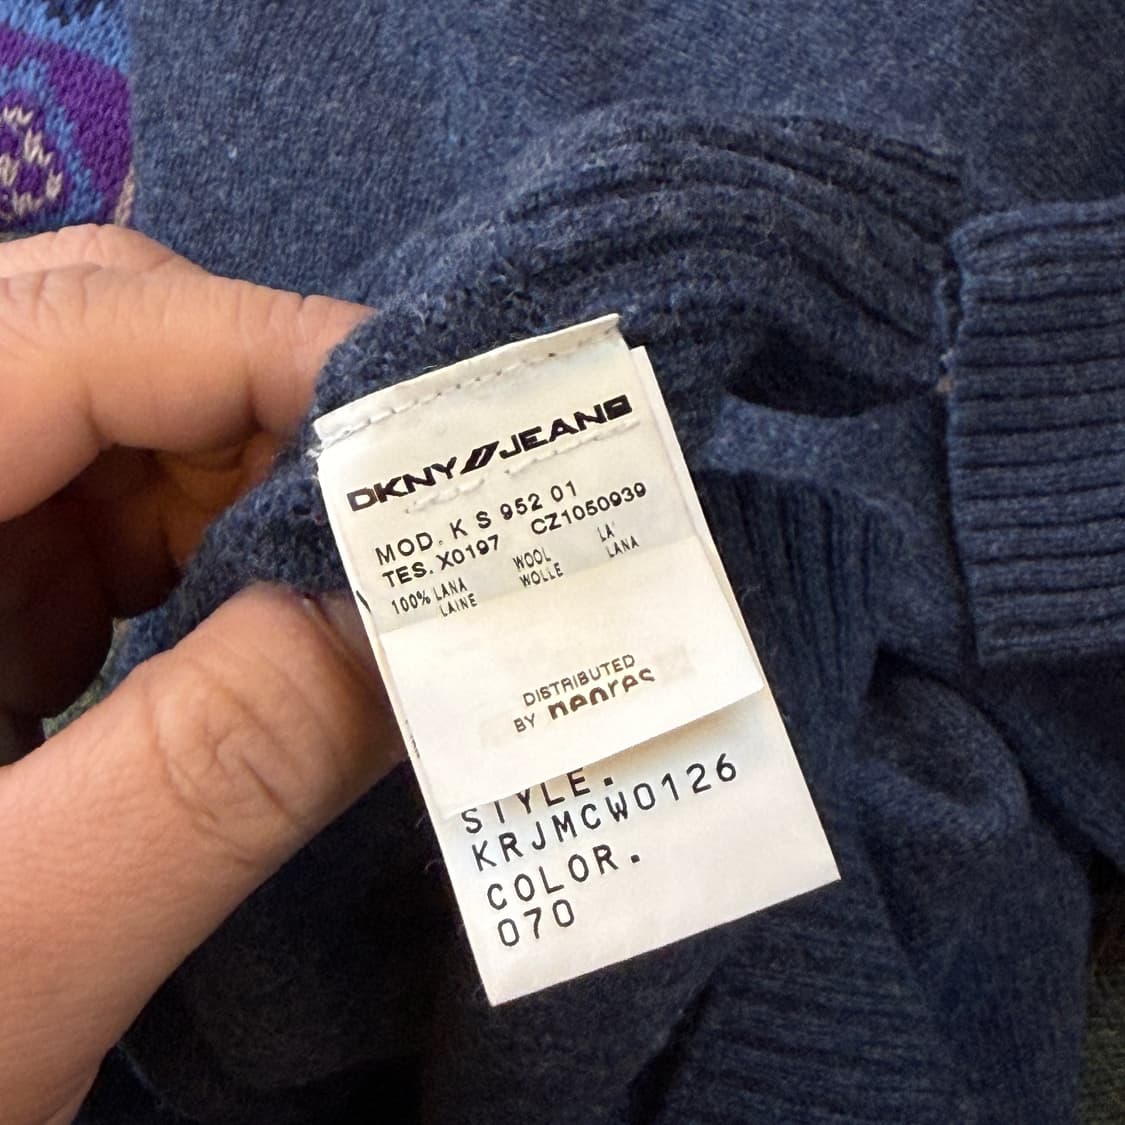 DKNY JEANS
MOD. K S 952 01
TES. X0197 CZ1050939
100% LANA WOOL LA'
LAINE WOLLE LANA
DISTRIBUTED
BY
STYLE.
KRJMCW0126
COLOR.
070